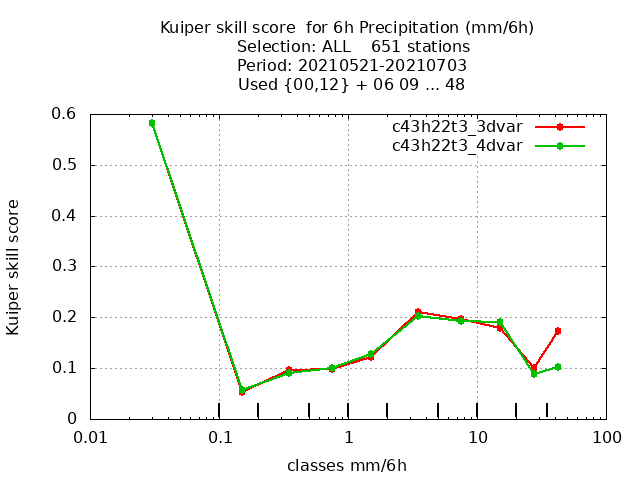 Kuiper skill score  for 6h Precipitation (mm/6h)
Selection: ALL    651 stations
Period: 20210521-20210703
Used {00,12} + 06 09 ... 48
c43h22t3_3dvar
c43h22t3_4dvar
Kuiper skill score
0.6
0.5
0.4
0.3
0.2
0.1
0
0.01 0.1 1 10 100
classes mm/6h